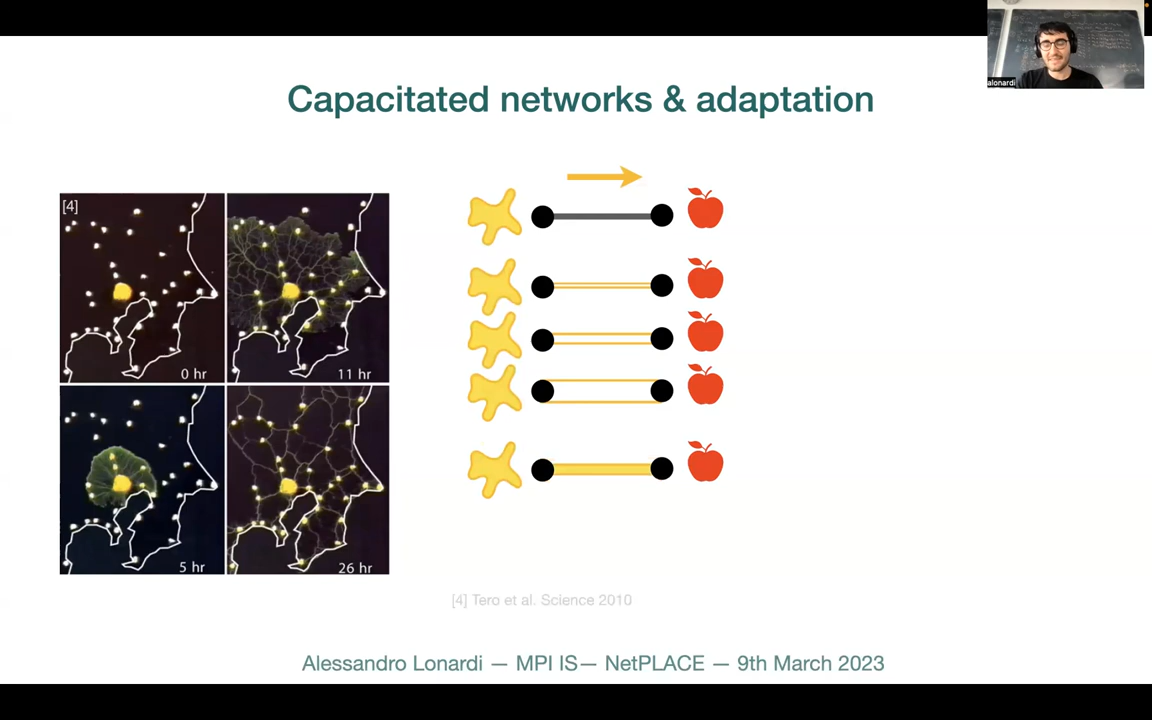 alonardi
Capacitated networks & adaptation
[4]
0 hr
11 hr
5 hr
26 hr
[4] Tero et al. Science 2010
Alessandro Lonardi — MPI IS— NetPLACE — 9th March 2023